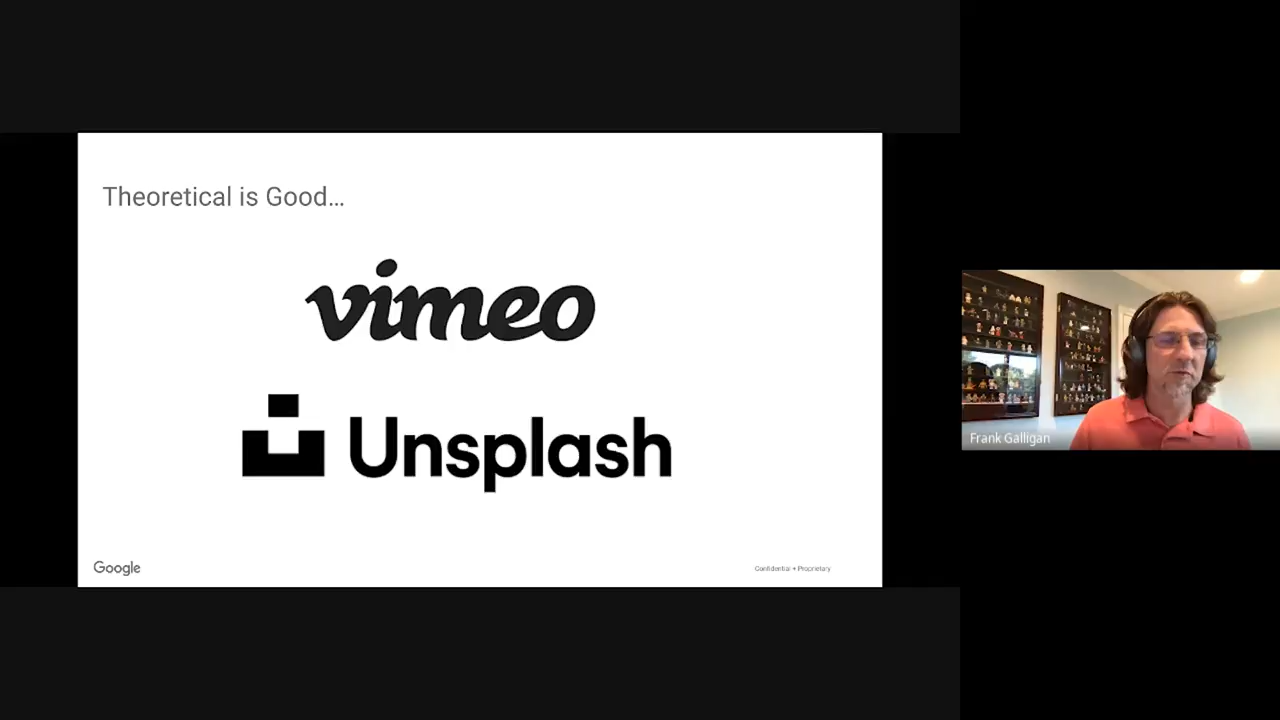 Theoretical is Good…
vimeo
Unsplash
Google
Confidential + Proprietary
Frank Galligan